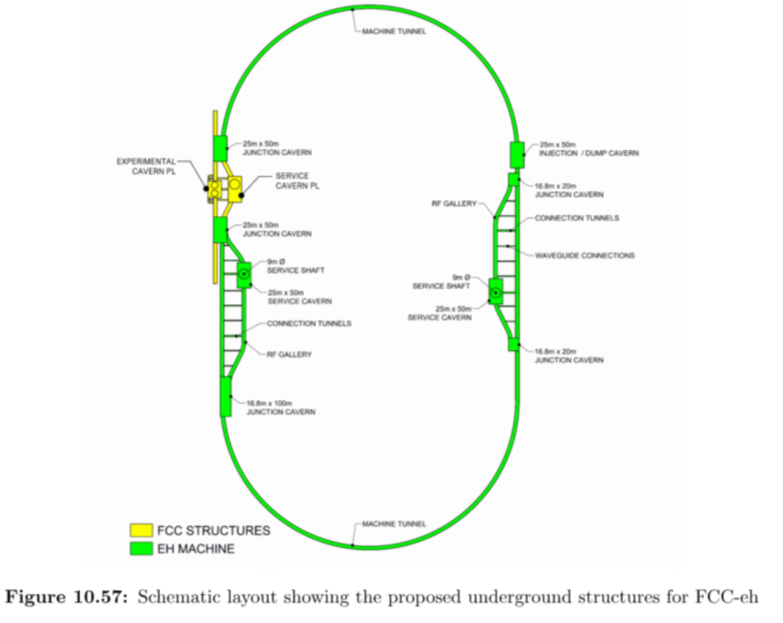 MACHINE TUNNEL
25m x 50m
JUNCTION CAVERN
25m x 50m
INJECTION / DUMP CAVERN
EXPERIMENTAL
CAVERN PL
SERVICE
CAVERN PL
16.8m x 20m
JUNCTION CAVERN
RF GALLERY
CONNECTION TUNNELS
25m x 50m
JUNCTION CAVERN
WAVEGUIDE CONNECTIONS
9m Ø
SERVICE SHAFT
9m Ø
SERVICE SHAFT
25m x 50m
SERVICE CAVERN
25m x 50m
SERVICE CAVERN
CONNECTION TUNNELS
RF GALLERY
16.8m x 20m
JUNCTION CAVERN
16.8m x 100m
JUNCTION CAVERN
MACHINE TUNNEL
FCC STRUCTURES
EH MACHINE
Figure 10.57: Schematic layout showing the proposed underground structures for FCC-eh